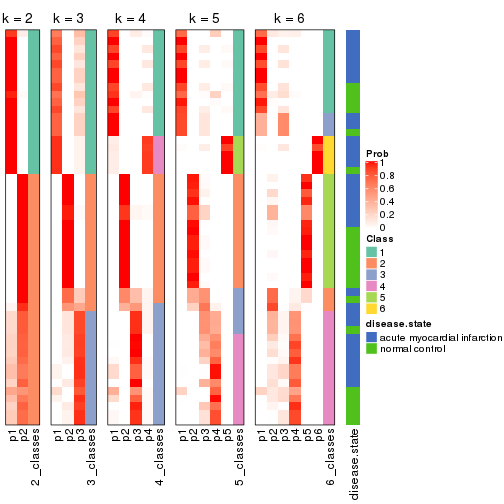 k = 2 k = 3 k = 4 k = 5 k = 6
Prob
1
0.8
0.6
0.4
0.2
0
Class
1
2
3
4
5
6
disease.state
acute myocardial infarction
normal control
p1 p2 2_classes p1 p2 p3 3_classes p1 p2 p3 p4 4_classes p1 p2 p3 p4 p5 5_classes p1 p2 p3 p4 p5 p6 6_classes disease.state